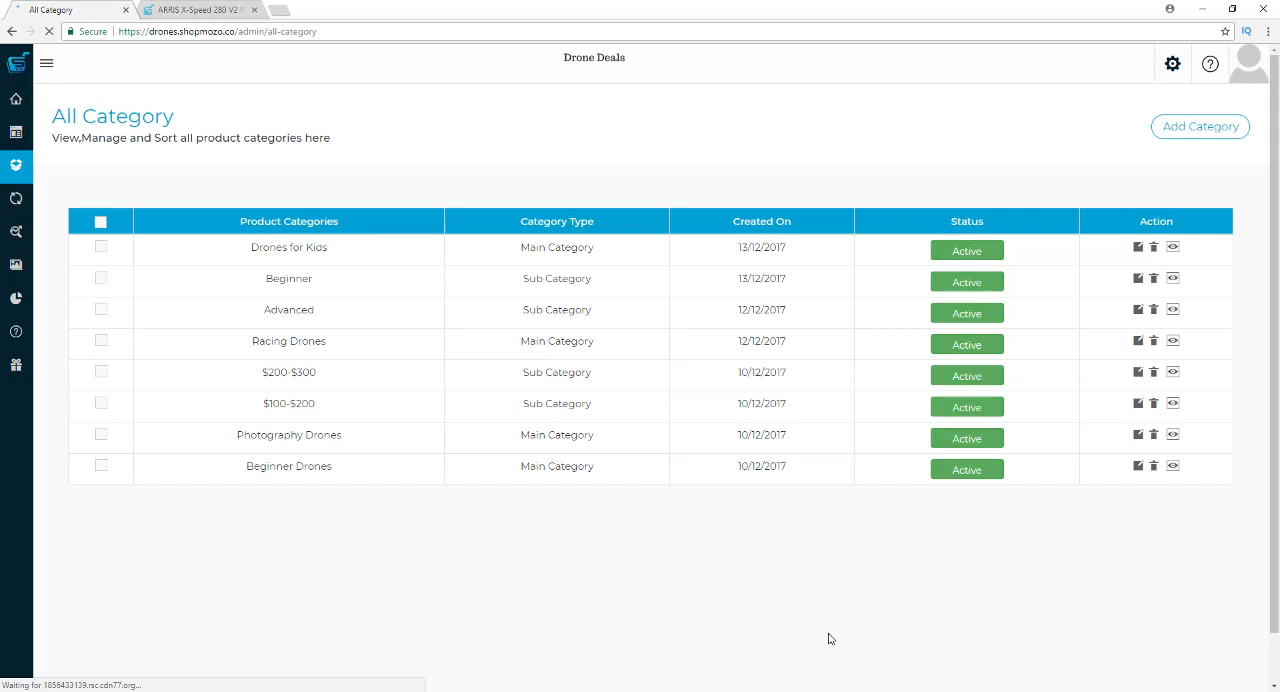 All Category
ARRIS X-Speed 280 V2 F
Secure
https://drones.shopmozo.co/admin/all-category
IQ
Drone Deals
All Category
View,Manage and Sort all product categories here
Add Category
Product Categories Category Type Created On Status Action
Drones for Kids Main Category 13/12/2017 Active
Beginner Sub Category 13/12/2017 Active
Advanced Sub Category 12/12/2017 Active
Racing Drones Main Category 12/12/2017 Active
$200-$300 Sub Category 10/12/2017 Active
$100-$200 Sub Category 10/12/2017 Active
Photography Drones Main Category 10/12/2017 Active
Beginner Drones Main Category 10/12/2017 Active
Waiting for 1856433139.rsc.cdn77.org...